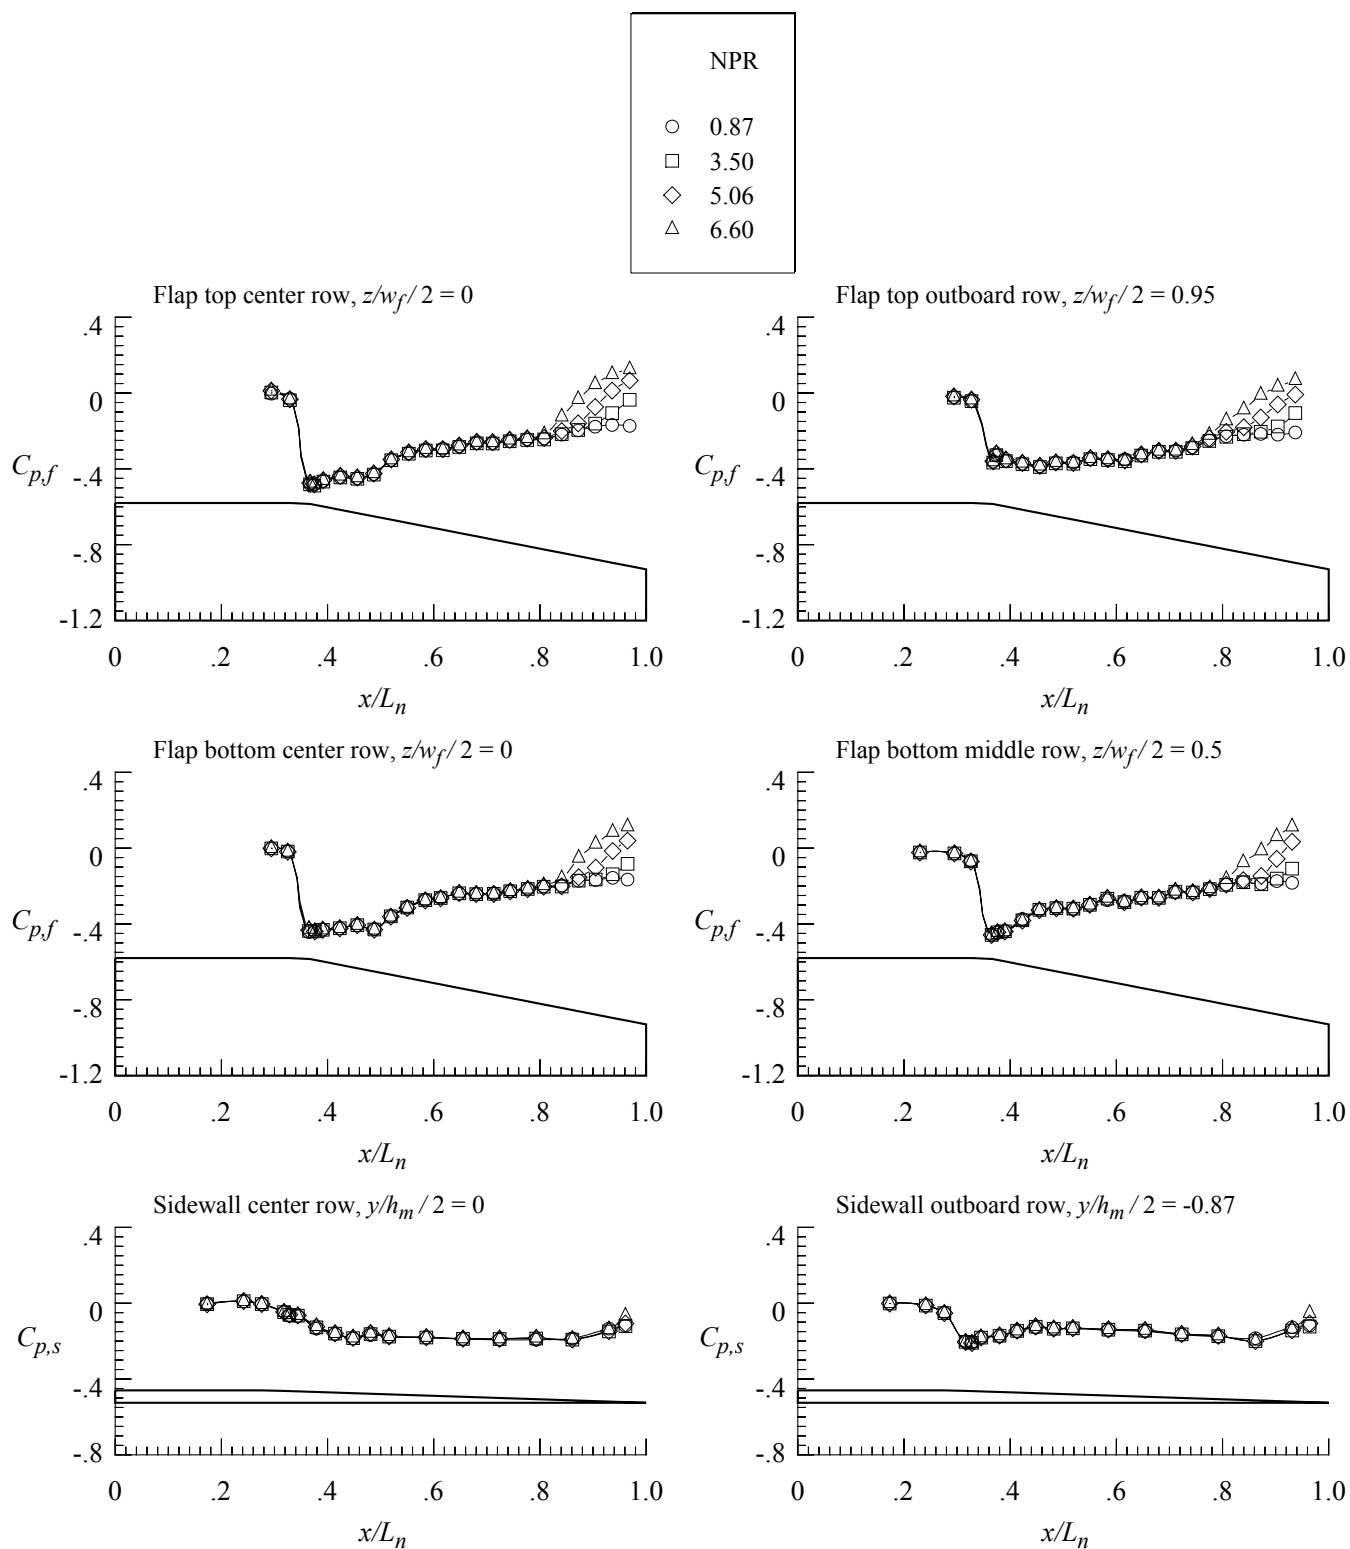 NPR
0.87
3.50
5.06
6.60
Flap top center row, z/w_f / 2 = 0
.4
0
-.4
-.8
-1.2
C_p,f
0 .2 .4 .6 .8 1.0
x/L_n
Flap top outboard row, z/w_f / 2 = 0.95
.4
0
-.4
-.8
-1.2
C_p,f
0 .2 .4 .6 .8 1.0
x/L_n
Flap bottom center row, z/w_f / 2 = 0
.4
0
-.4
-.8
-1.2
C_p,f
0 .2 .4 .6 .8 1.0
x/L_n
Flap bottom middle row, z/w_f / 2 = 0.5
.4
0
-.4
-.8
-1.2
C_p,f
0 .2 .4 .6 .8 1.0
x/L_n
Sidewall center row, y/h_m / 2 = 0
.4
0
-.4
-.8
C_p,s
0 .2 .4 .6 .8 1.0
x/L_n
Sidewall outboard row, y/h_m / 2 = -0.87
.4
0
-.4
-.8
C_p,s
0 .2 .4 .6 .8 1.0
x/L_n